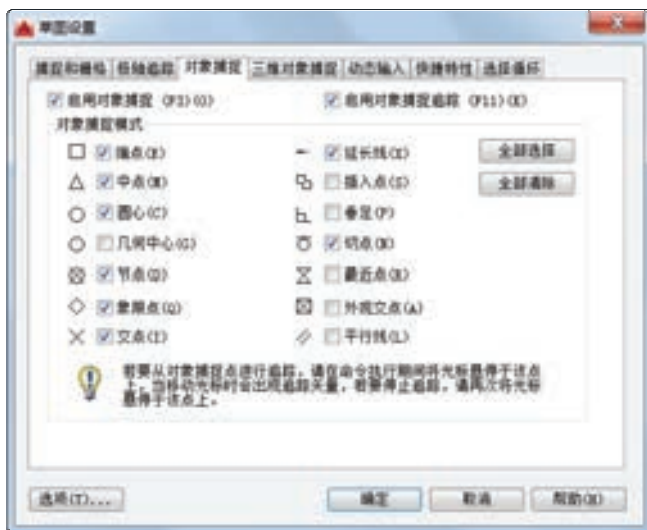 草图设置
捕捉和栅格 极轴追踪 对象捕捉 三维对象捕捉 动态输入 快捷特性 选择循环
启用对象捕捉 (F3)(O) 启用对象捕捉追踪 (F11)(K)
对象捕捉模式
端点(E) 延长线(X) 全部选择
中点(M) 插入点(S) 全部清除
圆心(C) 垂足(P)
几何中心(G) 切点(N)
节点(D) 最近点(R)
象限点(Q) 外观交点(A)
交点(I) 平行线(L)
若要从对象捕捉点进行追踪，请在命令执行期间将光标悬停于该点
上，当移动光标时会出现追踪矢量，若要停止追踪，请再次将光标
悬停于该点上。
选项(T)... 确定 取消 帮助(H)